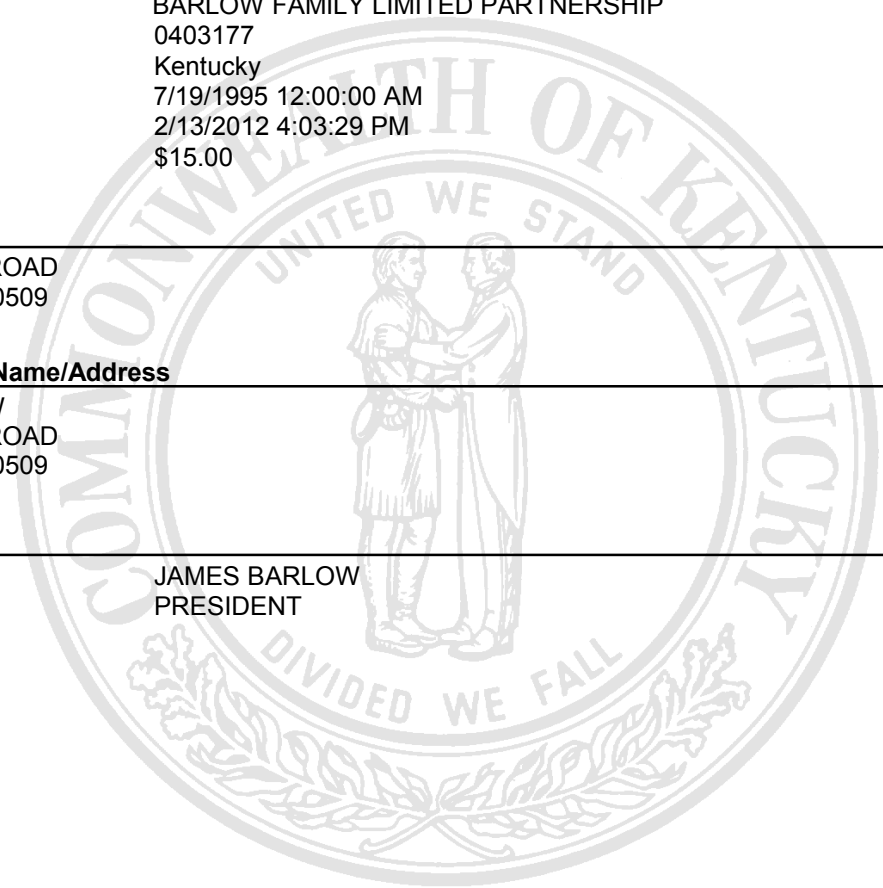 BARLOW FAMILY LIMITED PARTNERSHIP
0403177
Kentucky
7/19/1995 12:00:00 AM
2/13/2012 4:03:29 PM
$15.00
COMMONWEALTH OF KENTUCKY
UNITED WE STAND
OAD
0509
Name/Address
OAD
0509
JAMES BARLOW
PRESIDENT
DIVIDED WE FALL